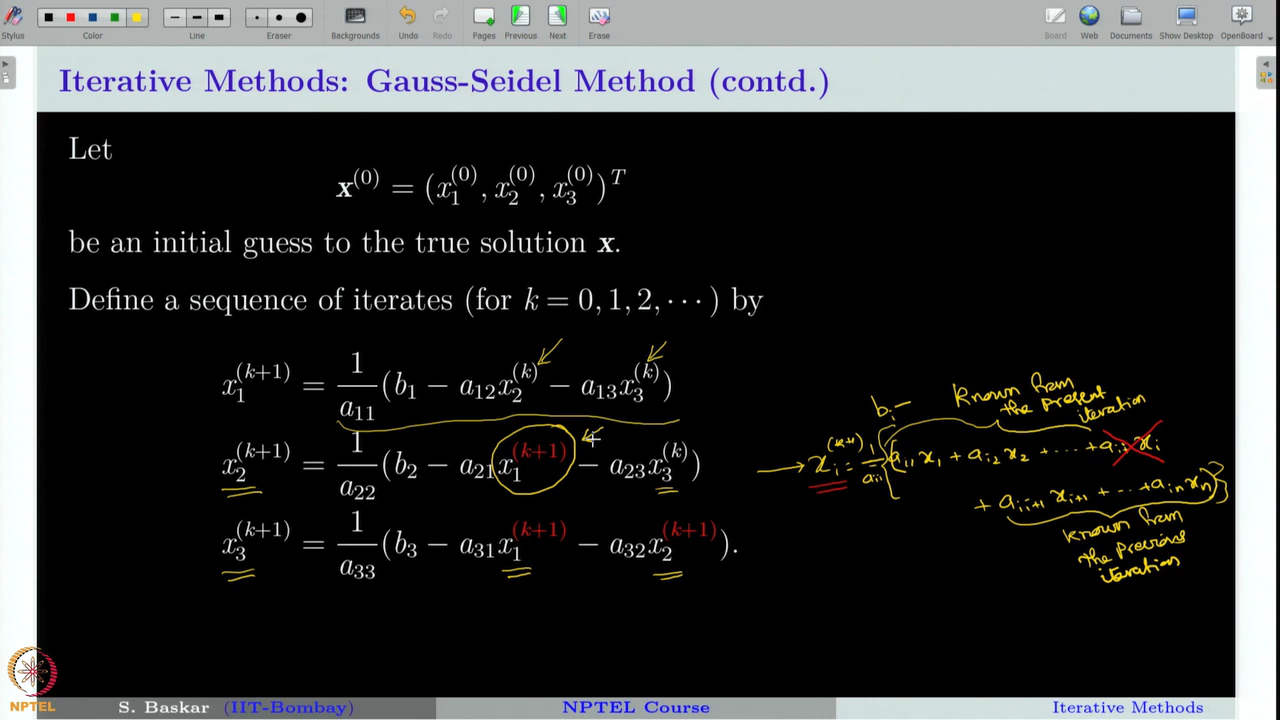 Stylus Color Line Eraser Backgrounds Undo Redo Pages Previous Next Erase Board Web Documents Show Desktop OpenBoard
Iterative Methods: Gauss-Seidel Method (contd.)
Let
x^(0) = (x_1^(0), x_2^(0), x_3^(0))^T
be an initial guess to the true solution x.
Define a sequence of iterates (for k = 0, 1, 2, ···) by
x_1^(k+1) = 1/a_11 (b_1 − a_12 x_2^(k) − a_13 x_3^(k))
x_2^(k+1) = 1/a_22 (b_2 − a_21 x_1^(k+1) − a_23 x_3^(k))
x_3^(k+1) = 1/a_33 (b_3 − a_31 x_1^(k+1) − a_32 x_2^(k+1)).
Known from
the present
iteration
b_i −
x_i^(k+1) = 1/a_ii { a_i1 x_1 + a_i2 x_2 + ··· + a_ii x_i
+ a_ii+1 x_i+1 + ··· + a_in x_n) }
known from
the previous
iteration
NPTEL
S. Baskar (IIT-Bombay) NPTEL Course Iterative Methods